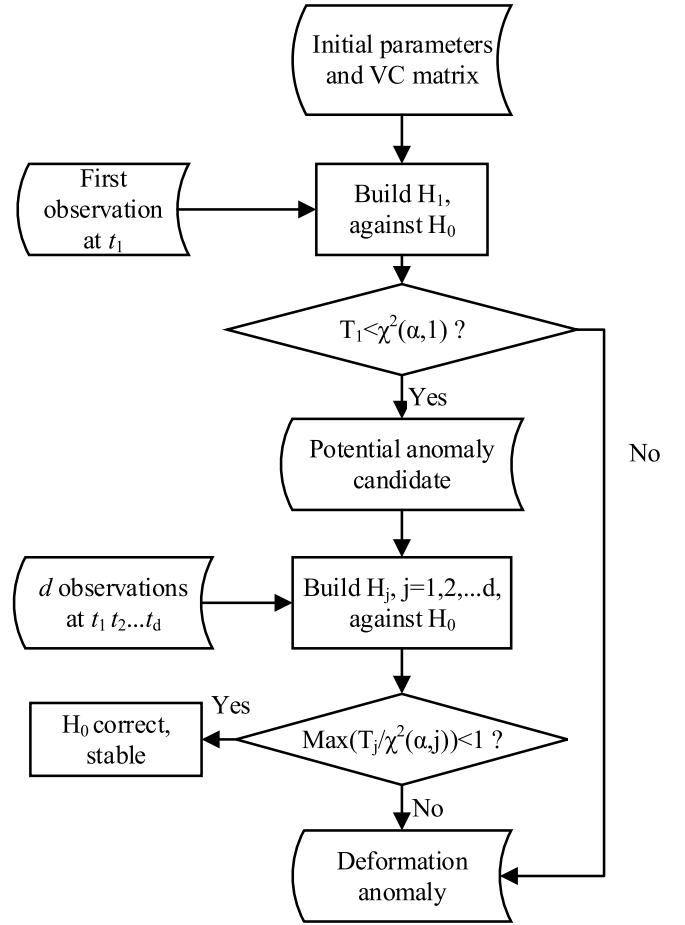 Initial parameters
and VC matrix
First
observation
at t₁
Build H₁,
against H₀
T₁<χ²(α,1) ?
Yes
No
Potential anomaly
candidate
d observations
at t₁ t₂...t_d
Build Hⱼ, j=1,2,...d,
against H₀
Yes
H₀ correct,
stable
Max(Tⱼ/χ²(α,j))<1 ?
No
Deformation
anomaly